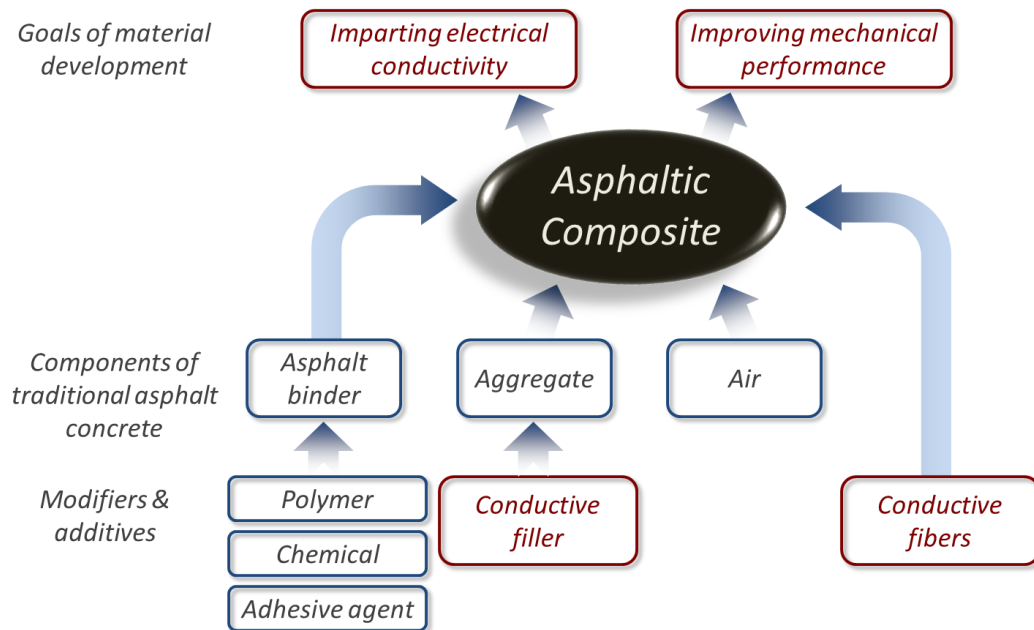 Goals of material
development
Imparting electrical
conductivity
Improving mechanical
performance
Asphaltic
Composite
Components of
traditional asphalt
concrete
Asphalt
binder
Aggregate
Air
Modifiers &
additives
Polymer
Chemical
Adhesive agent
Conductive
filler
Conductive
fibers